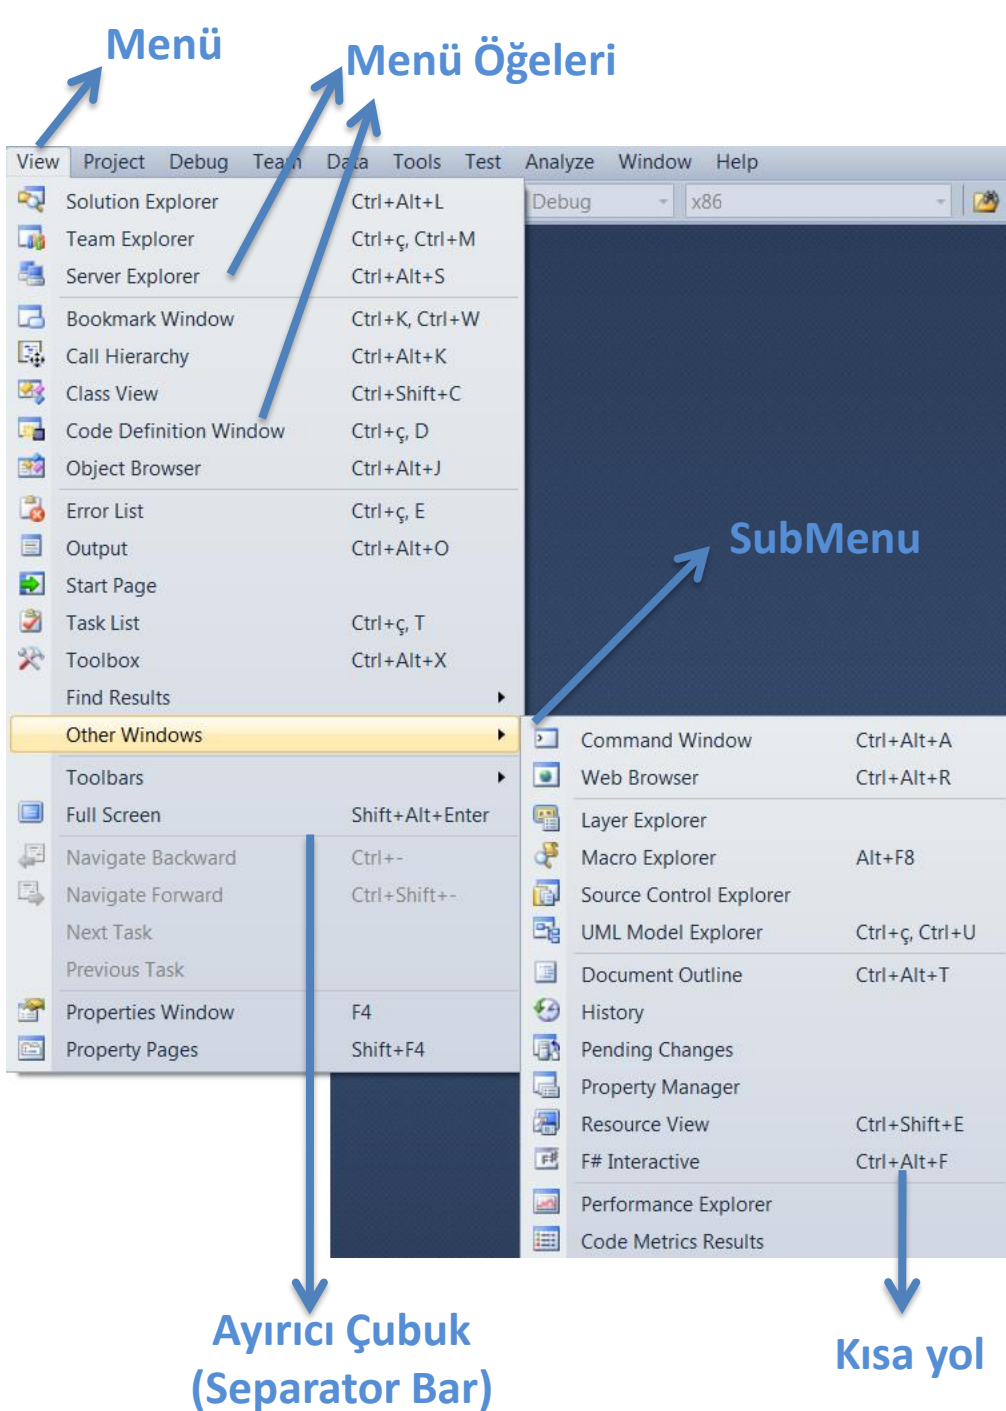 Menü
Menü Öğeleri
View Project Debug Team Data Tools Test Analyze Window Help
Debug x86
Solution Explorer Ctrl+Alt+L
Team Explorer Ctrl+ç, Ctrl+M
Server Explorer Ctrl+Alt+S
Bookmark Window Ctrl+K, Ctrl+W
Call Hierarchy Ctrl+Alt+K
Class View Ctrl+Shift+C
Code Definition Window Ctrl+ç, D
Object Browser Ctrl+Alt+J
Error List Ctrl+ç, E
Output Ctrl+Alt+O
Start Page
Task List Ctrl+ç, T
Toolbox Ctrl+Alt+X
Find Results
Other Windows
Toolbars
Full Screen Shift+Alt+Enter
Navigate Backward Ctrl+-
Navigate Forward Ctrl+Shift+-
Next Task
Previous Task
Properties Window F4
Property Pages Shift+F4
SubMenu
Command Window Ctrl+Alt+A
Web Browser Ctrl+Alt+R
Layer Explorer
Macro Explorer Alt+F8
Source Control Explorer
UML Model Explorer Ctrl+ç, Ctrl+U
Document Outline Ctrl+Alt+T
History
Pending Changes
Property Manager
Resource View Ctrl+Shift+E
F# Interactive Ctrl+Alt+F
Performance Explorer
Code Metrics Results
Ayırıcı Çubuk
(Separator Bar)
Kısa yol